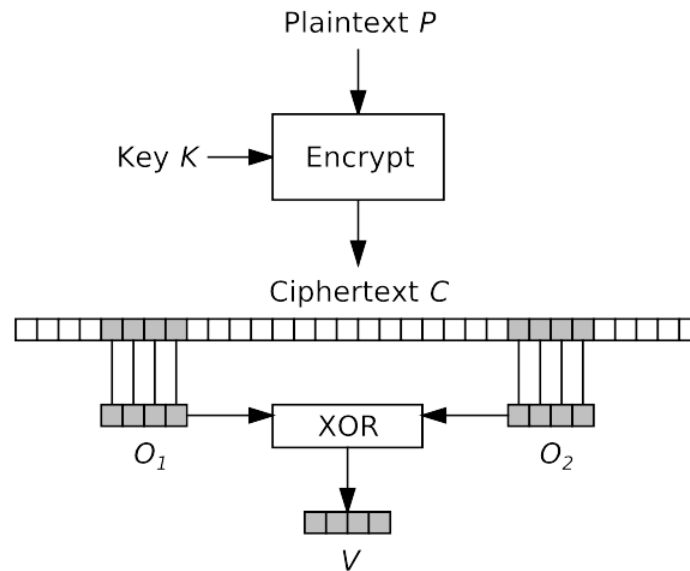 Plaintext P
Key K
Encrypt
Ciphertext C
XOR
O₁
O₂
V